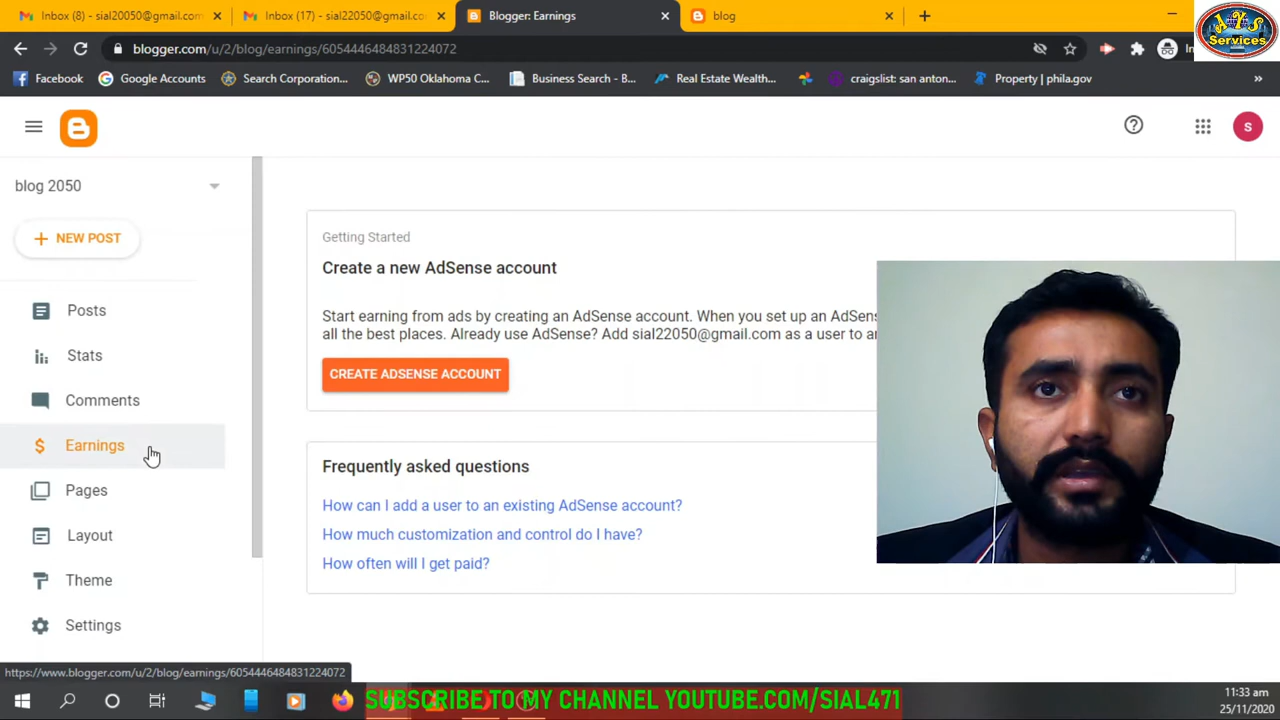 Inbox (8) - sial20050@gmail.com
Inbox (17) - sial22050@gmail.co
Blogger: Earnings
blog
AYS
Services
blogger.com/u/2/blog/earnings/6054446484831224072
In
Facebook
Google Accounts
Search Corporation...
WP50 Oklahoma C...
Business Search - B...
Real Estate Wealth...
craigslist: san anton...
Property | phila.gov
»
S
blog 2050
+ NEW POST
Posts
Stats
Comments
$ Earnings
Pages
Layout
Theme
Settings
Getting Started
Create a new AdSense account
Start earning from ads by creating an AdSense account. When you set up an AdSens
all the best places. Already use AdSense? Add sial22050@gmail.com as a user to an
CREATE ADSENSE ACCOUNT
Frequently asked questions
How can I add a user to an existing AdSense account?
How much customization and control do I have?
How often will I get paid?
https://www.blogger.com/u/2/blog/earnings/6054446484831224072
SUBSCRIBE TO MY CHANNEL YOUTUBE.COM/SIAL471
11:33 am
25/11/2020